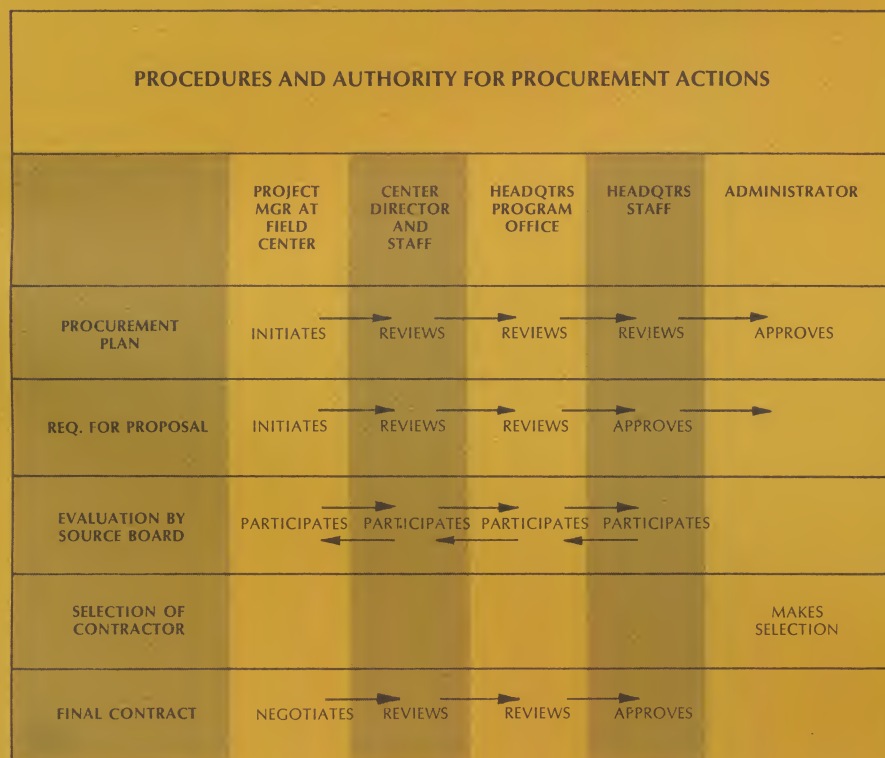 PROCEDURES AND AUTHORITY FOR PROCUREMENT ACTIONS
PROJECT
MGR AT
FIELD
CENTER
CENTER
DIRECTOR
AND
STAFF
HEADQTRS
PROGRAM
OFFICE
HEADQTRS
STAFF
ADMINISTRATOR
PROCUREMENT
PLAN
INITIATES REVIEWS REVIEWS REVIEWS APPROVES
REQ. FOR PROPOSAL INITIATES REVIEWS REVIEWS APPROVES
EVALUATION BY
SOURCE BOARD
PARTICIPATES PARTICIPATES PARTICIPATES PARTICIPATES
SELECTION OF
CONTRACTOR
MAKES
SELECTION
FINAL CONTRACT NEGOTIATES REVIEWS REVIEWS APPROVES